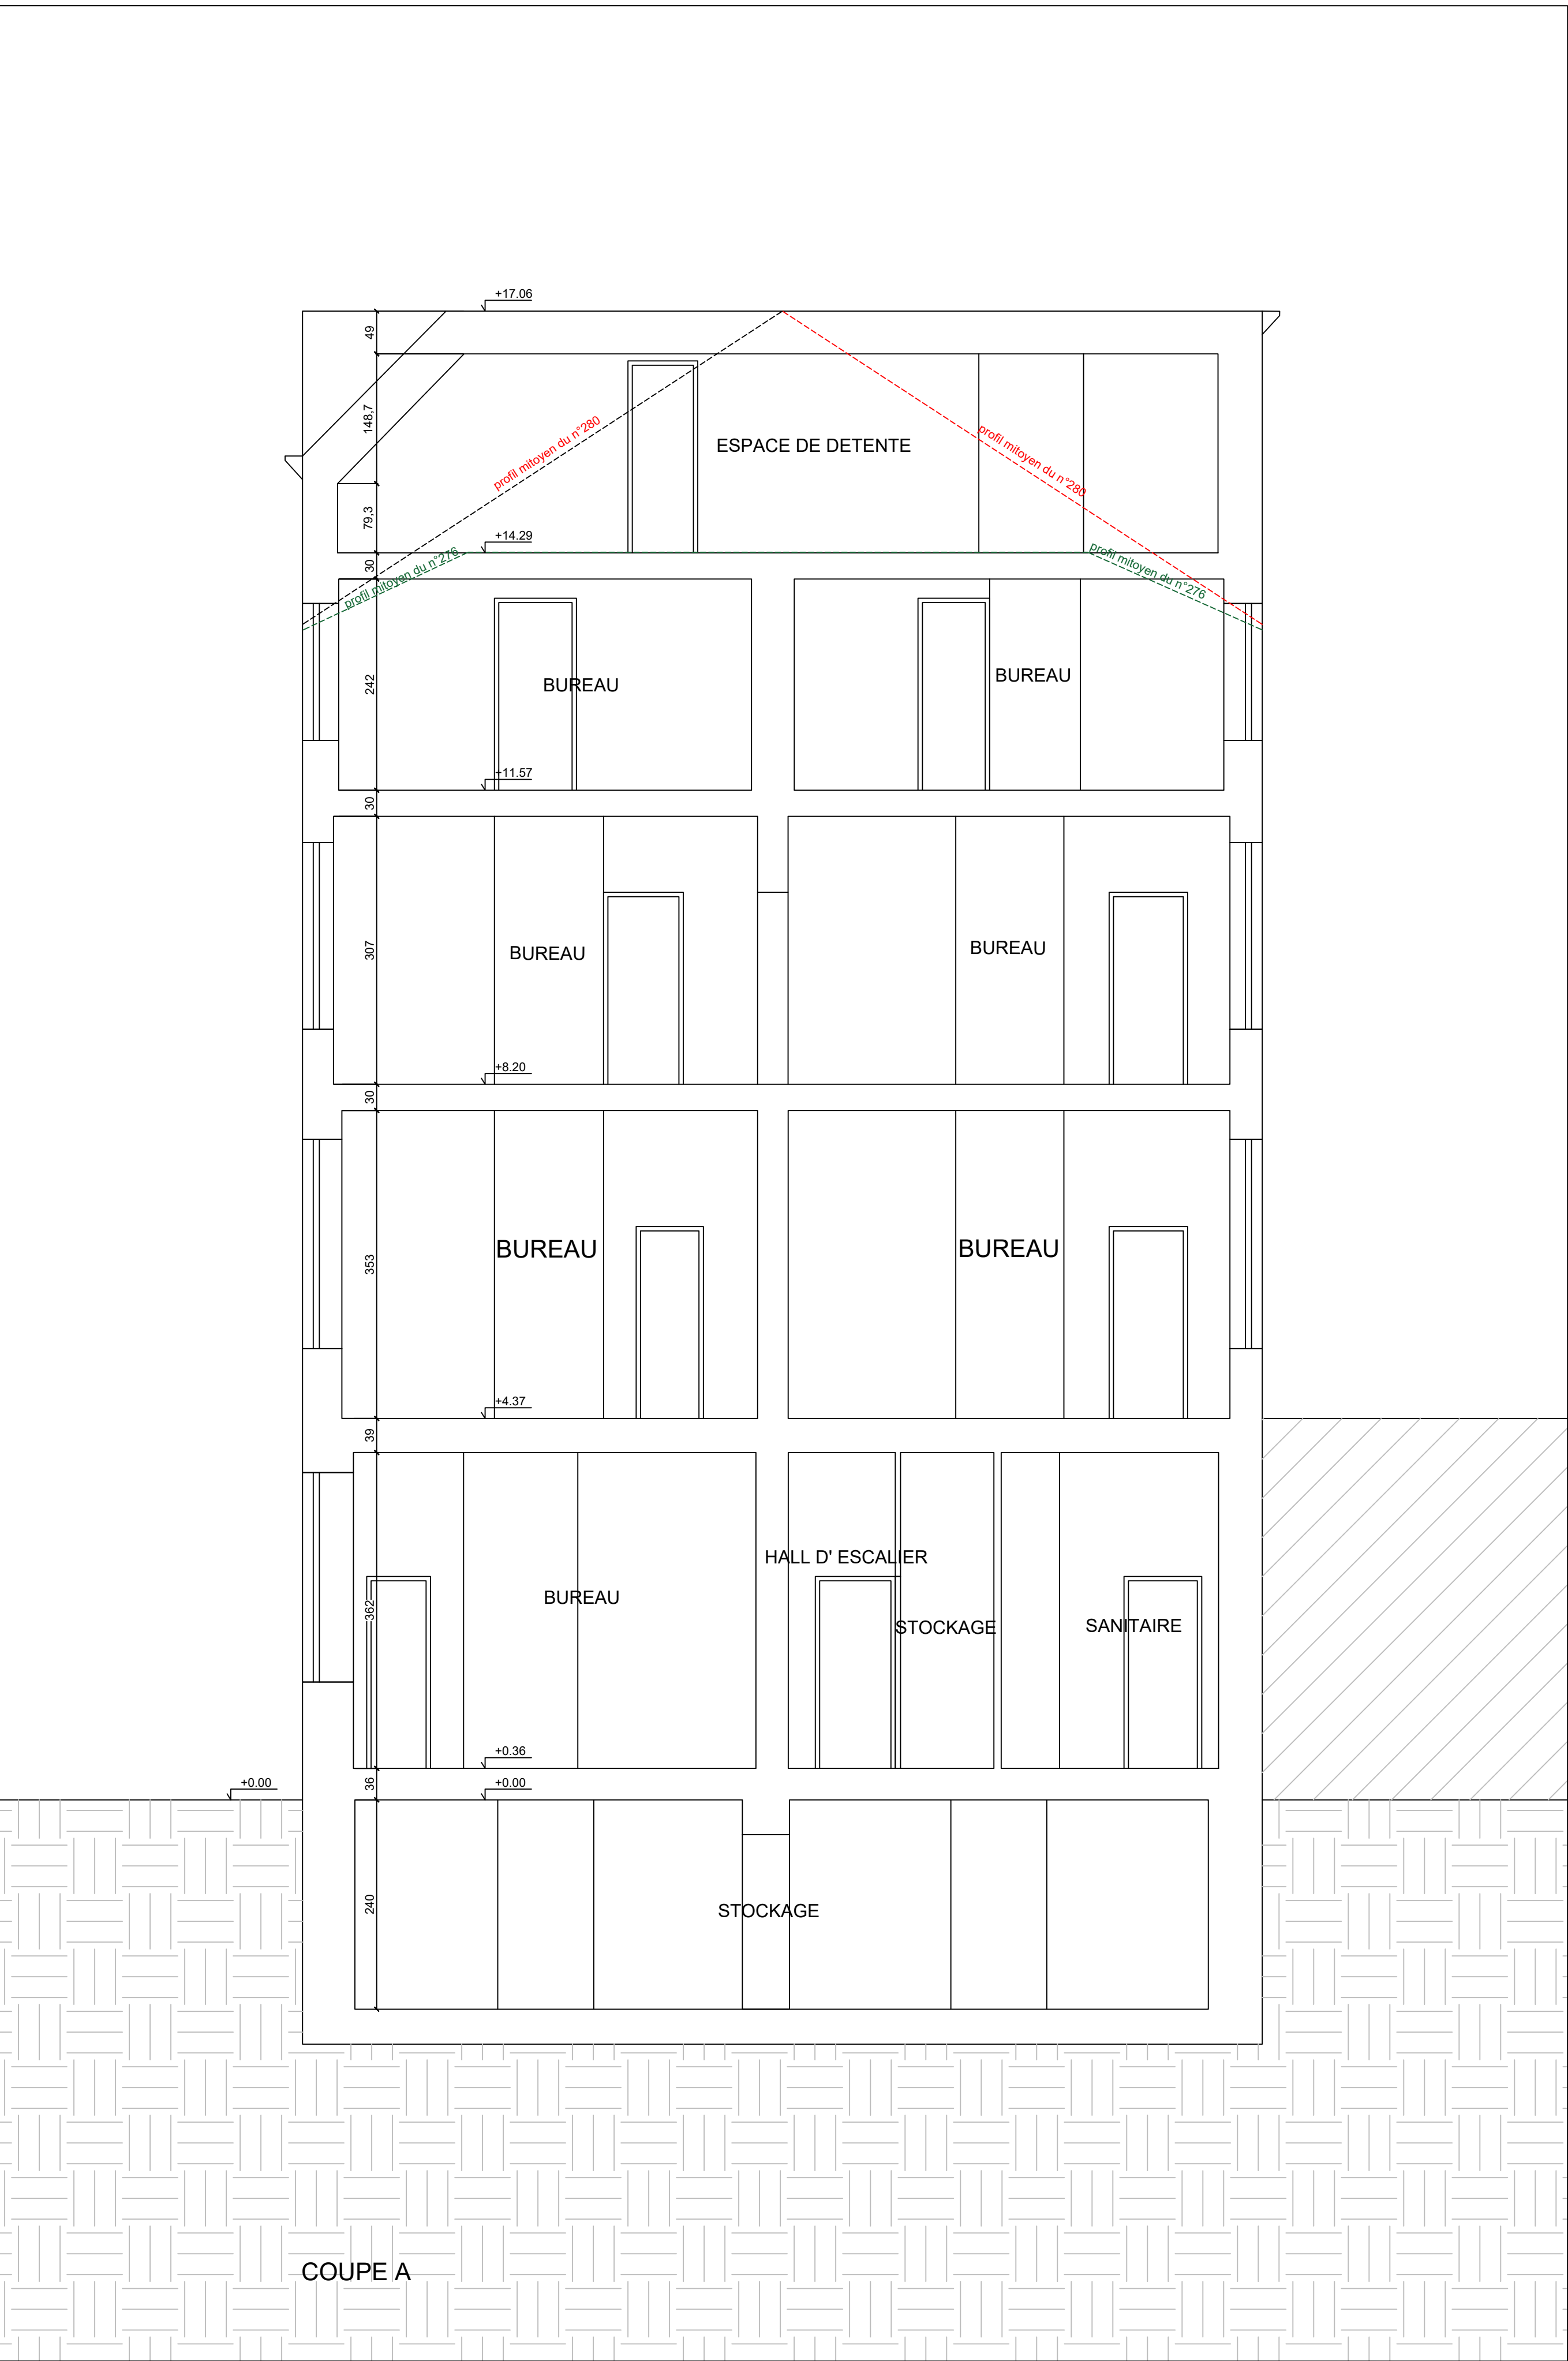 +17.06
49
148,7
profil mitoyen du n°280
ESPACE DE DETENTE
profil mitoyen du n°280
79,3
+14.29
30
profil mitoyen du n°276
profil mitoyen du n°276
242
BUREAU
BUREAU
+11.57
30
307
BUREAU
BUREAU
+8.20
30
353
BUREAU
BUREAU
+4.37
39
HALL D' ESCALIER
362
BUREAU
STOCKAGE
SANITAIRE
+0.36
36
+0.00
+0.00
240
STOCKAGE
COUPE A